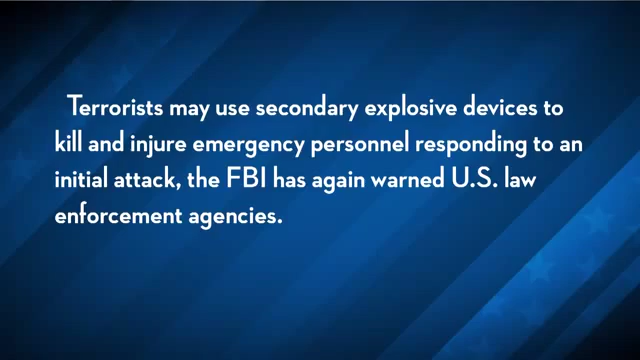 Terrorists may use secondary explosive devices to
kill and injure emergency personnel responding to an
initial attack, the FBI has again warned U.S. law
enforcement agencies.